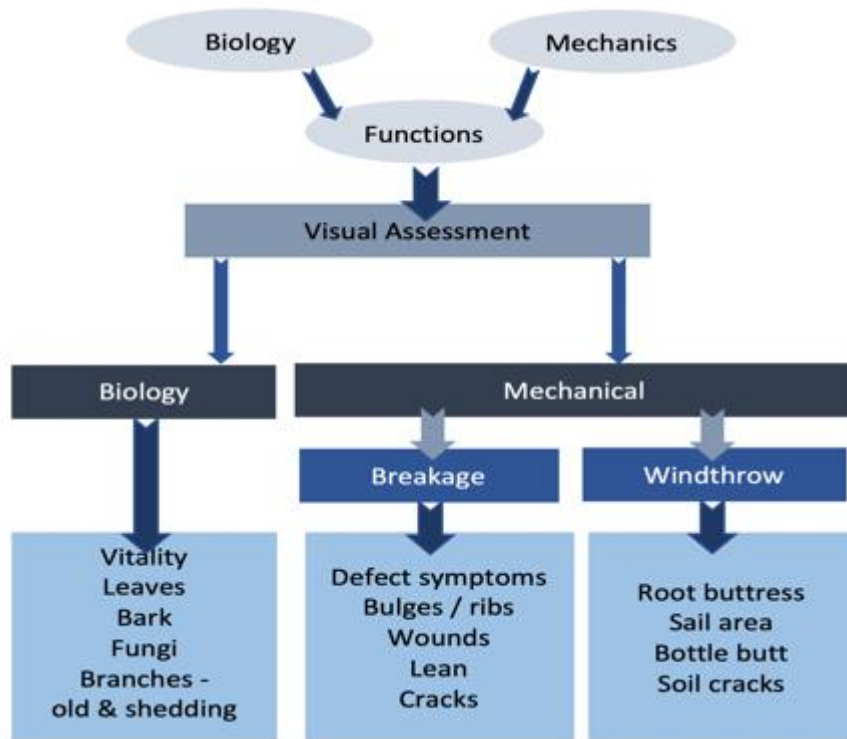 Biology
Mechanics
Functions
Visual Assessment
Biology
Mechanical
Breakage
Windthrow
Vitality
Leaves
Bark
Fungi
Branches -
old & shedding
Defect symptoms
Bulges / ribs
Wounds
Lean
Cracks
Root buttress
Sail area
Bottle butt
Soil cracks